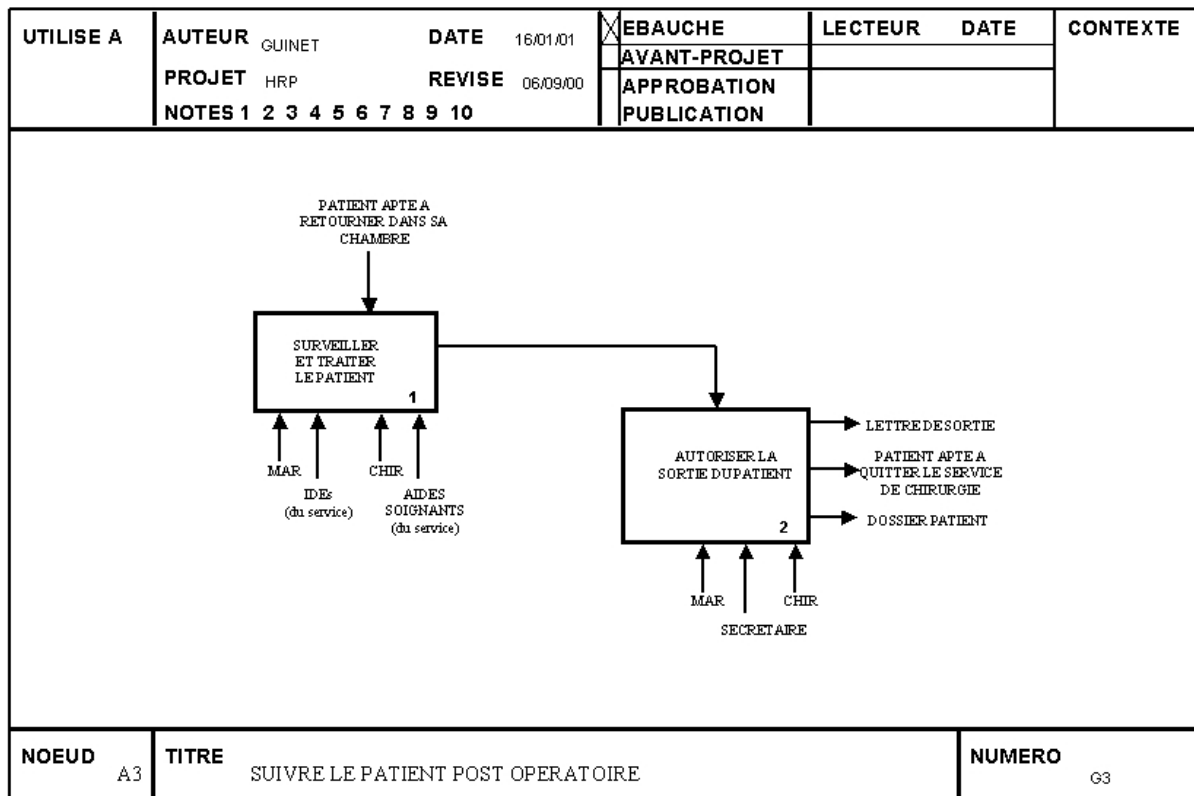 UTILISE A
AUTEUR GUINET DATE 16/01/01
PROJET HRP REVISE 06/09/00
NOTES 1 2 3 4 5 6 7 8 9 10
EBAUCHE
AVANT-PROJET
APPROBATION
PUBLICATION
LECTEUR DATE
CONTEXTE
PATIENT APTE A
RETOURNER DANS SA
CHAMBRE
SURVEILLER
ET TRAITER
LE PATIENT
1
MAR
IDEs
(du service)
CHIR
AIDES
SOIGNANTS
(du service)
AUTORISER LA
SORTIE DU PATIENT
2
LETTRE DE SORTIE
PATIENT APTE A
QUITTER LE SERVICE
DE CHIRURGIE
DOSSIER PATIENT
MAR
SECRETAIRE
CHIR
NOEUD A3
TITRE SUIVRE LE PATIENT POST OPERATOIRE
NUMERO G3